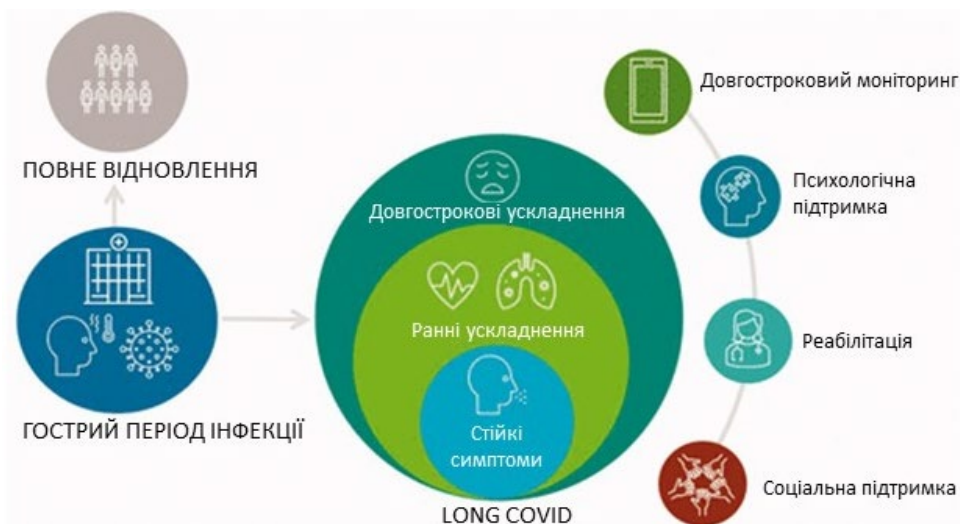 ПОВНЕ ВІДНОВЛЕННЯ
ГОСТРИЙ ПЕРІОД ІНФЕКЦІЇ
Довгострокові ускладнення
Ранні ускладнення
Стійкі
симптоми
LONG COVID
Довгостроковий моніторинг
Психологічна
підтримка
Реабілітація
Соціальна підтримка